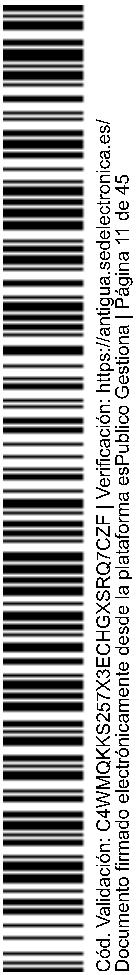 Cód. Validación: C4WMQKKS257X3ECHGXSRQ7CZF | Verificación: https://antigua.sedelectronica.es/
Documento firmado electrónicamente desde la plataforma esPublico Gestiona | Página 11 de 45